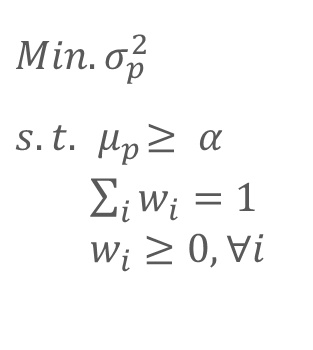 Min. σ_p^2
s. t. μ_p ≥ α
∑_i w_i = 1
w_i ≥ 0, ∀i